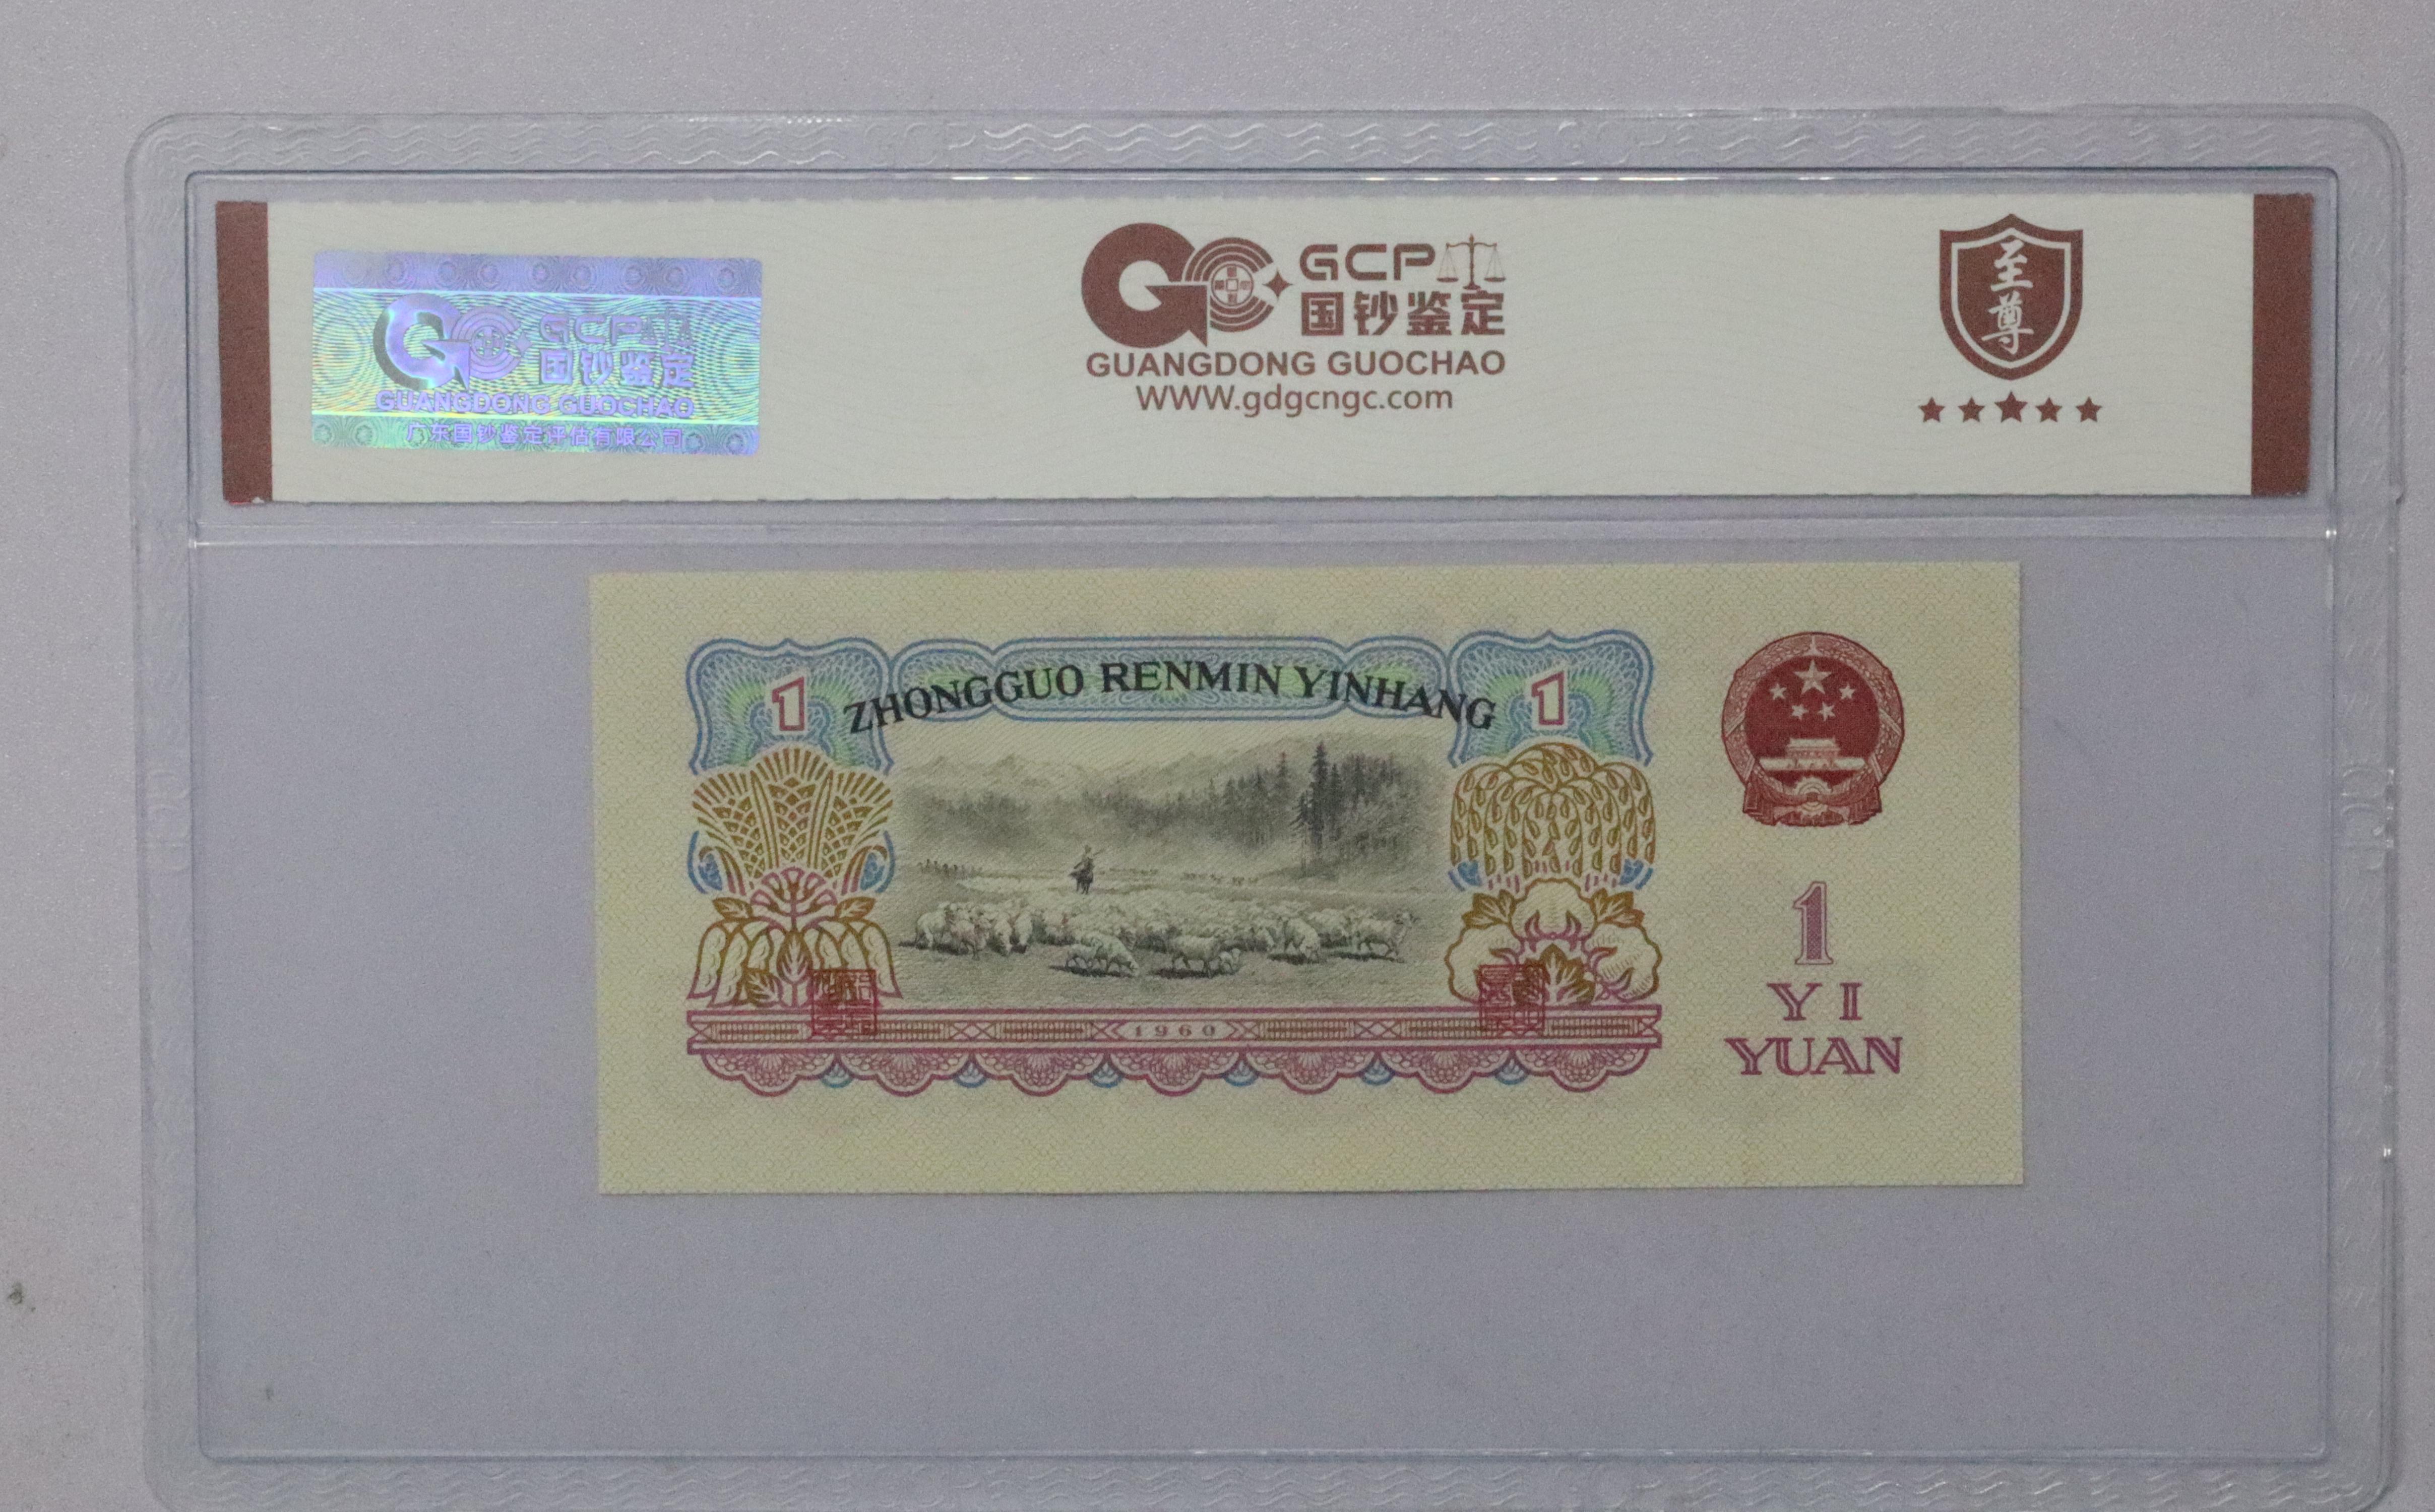 GCP
国钞鉴定
GUANGDONG GUOCHAO
广东国钞鉴定评估有限公司
GCP
国钞鉴定
GUANGDONG GUOCHAO
WWW.gdgcngc.com
至尊
1
ZHONGGUO RENMIN YINHANG
1
1960
1
YI
YUAN